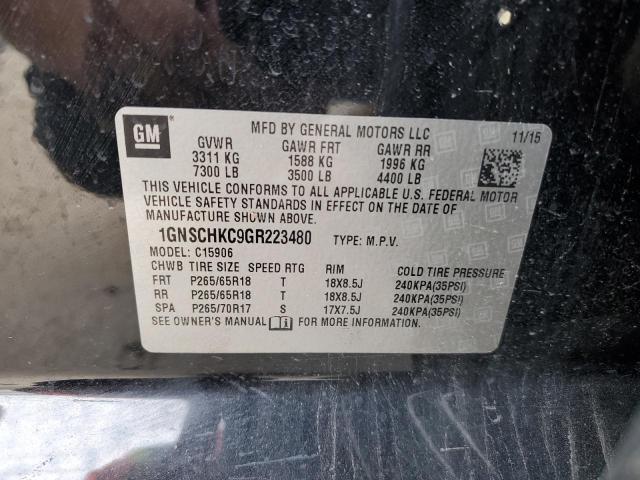 GM
MFD BY GENERAL MOTORS LLC 11/15
GVWR GAWR FRT GAWR RR
3311 KG 1588 KG 1996 KG
7300 LB 3500 LB 4400 LB
THIS VEHICLE CONFORMS TO ALL APPLICABLE U.S. FEDERAL MOTOR
VEHICLE SAFETY STANDARDS IN EFFECT ON THE DATE OF
MANUFACTURE SHOWN ABOVE.
1GNSCHKC9GR223480 TYPE: M.P.V.
MODEL: C15906
CHWB TIRE SIZE SPEED RTG RIM COLD TIRE PRESSURE
FRT P265/65R18 T 18X8.5J 240KPA(35PSI)
RR P265/65R18 T 18X8.5J 240KPA(35PSI)
SPA P265/70R17 S 17X7.5J 240KPA(35PSI)
SEE OWNER'S MANUAL FOR MORE INFORMATION.